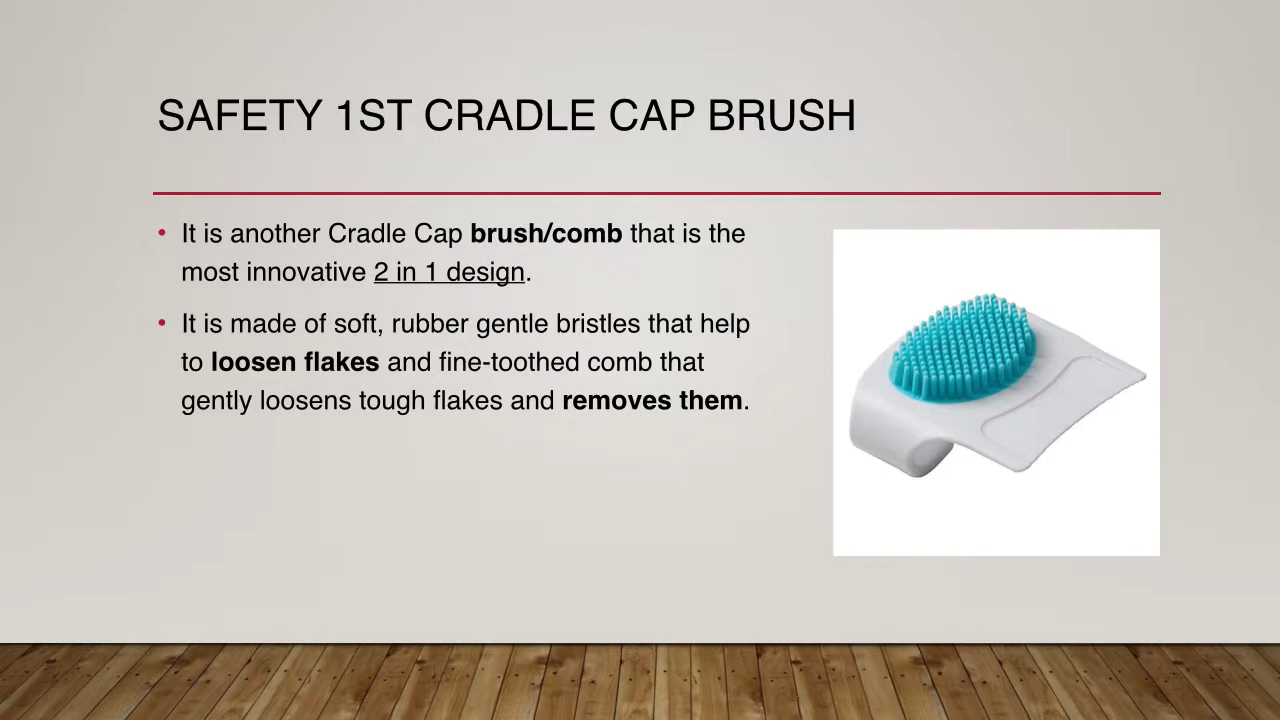 SAFETY 1ST CRADLE CAP BRUSH
• It is another Cradle Cap brush/comb that is the
most innovative 2 in 1 design.
• It is made of soft, rubber gentle bristles that help
to loosen flakes and fine-toothed comb that
gently loosens tough flakes and removes them.